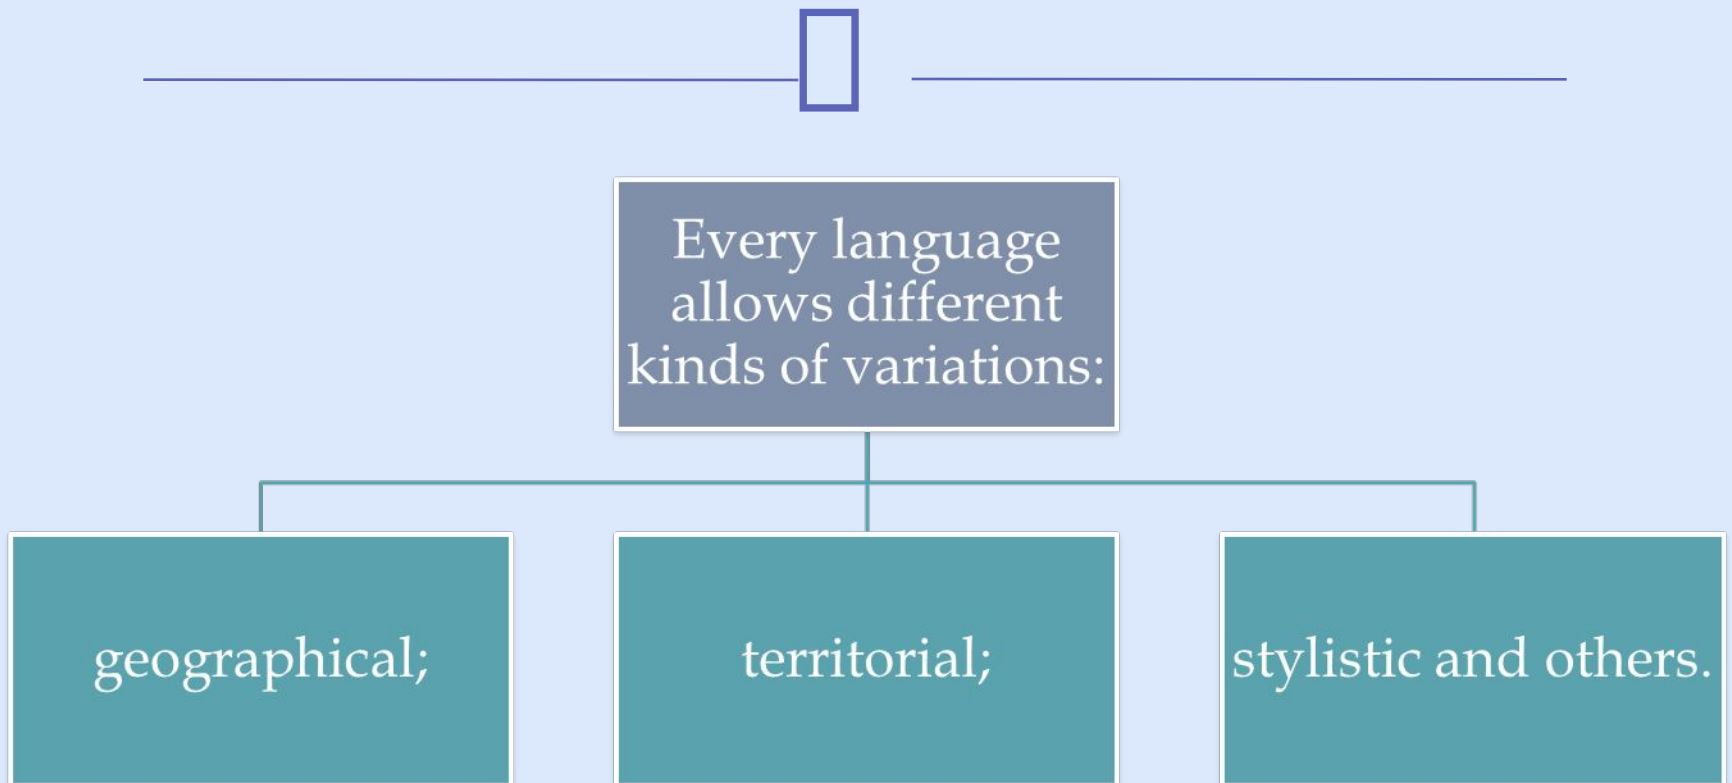 Every language
allows different
kinds of variations:
geographical;
territorial;
stylistic and others.